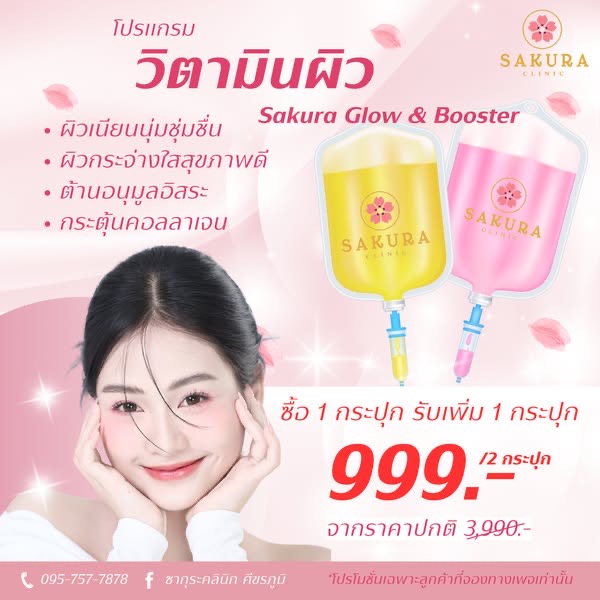 โปรแกรม
วิตามินผิว
Sakura Glow & Booster
• ผิวเนียนนุ่มชุ่มชื่น
• ผิวกระจ่างใสสุขภาพดี
• ต้านอนุมูลอิสระ
• กระตุ้นคอลลาเจน
SAKURA
CLINIC
SAKURA
CLINIC
SAKURA
CLINIC
ซื้อ 1 กระปุก รับเพิ่ม 1 กระปุก
999.- /2 กระปุก
จากราคาปกติ 3,990.-
095-757-7878 ซากุระคลินิก ศีขรภูมิ *โปรโมชั่นเฉพาะลูกค้าที่จองทางเพจเท่านั้น